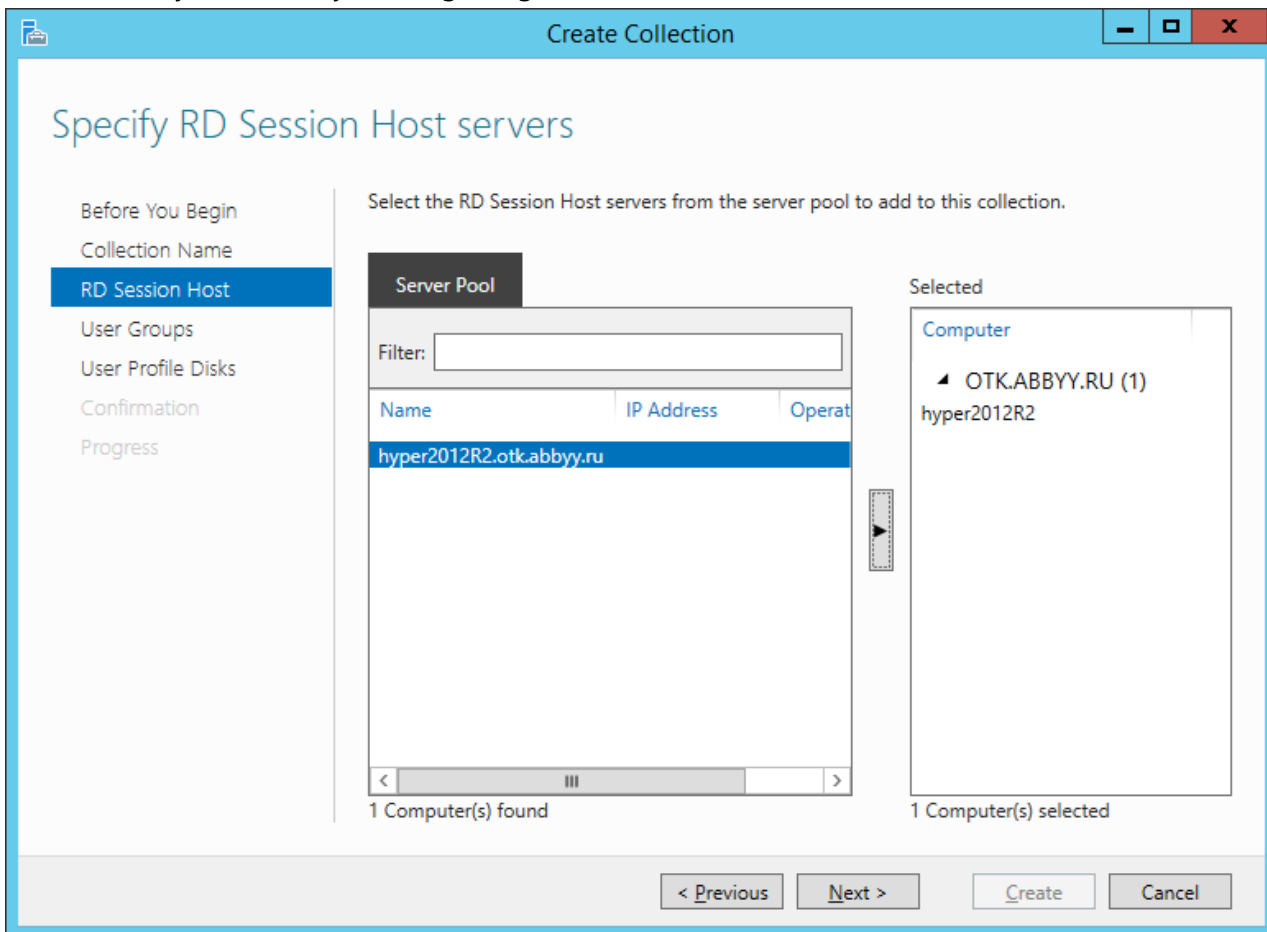 Create Collection
Specify RD Session Host servers
Before You Begin
Collection Name
RD Session Host
User Groups
User Profile Disks
Confirmation
Progress
Select the RD Session Host servers from the server pool to add to this collection.
Server Pool
Filter:
Name IP Address Operat
hyper2012R2.otk.abbyy.ru
1 Computer(s) found
Selected
Computer
OTK.ABBYY.RU (1)
hyper2012R2
1 Computer(s) selected
< Previous Next > Create Cancel